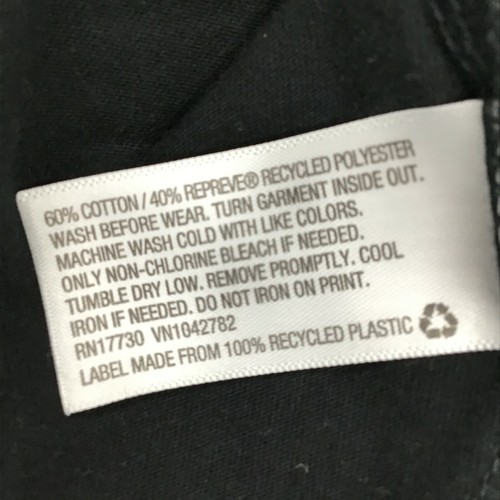 60% COTTON / 40% REPREVE® RECYCLED POLYESTER
WASH BEFORE WEAR. TURN GARMENT INSIDE OUT.
MACHINE WASH COLD WITH LIKE COLORS.
ONLY NON-CHLORINE BLEACH IF NEEDED.
TUMBLE DRY LOW. REMOVE PROMPTLY. COOL
IRON IF NEEDED. DO NOT IRON ON PRINT.
RN17730 VN1042782
LABEL MADE FROM 100% RECYCLED PLASTIC